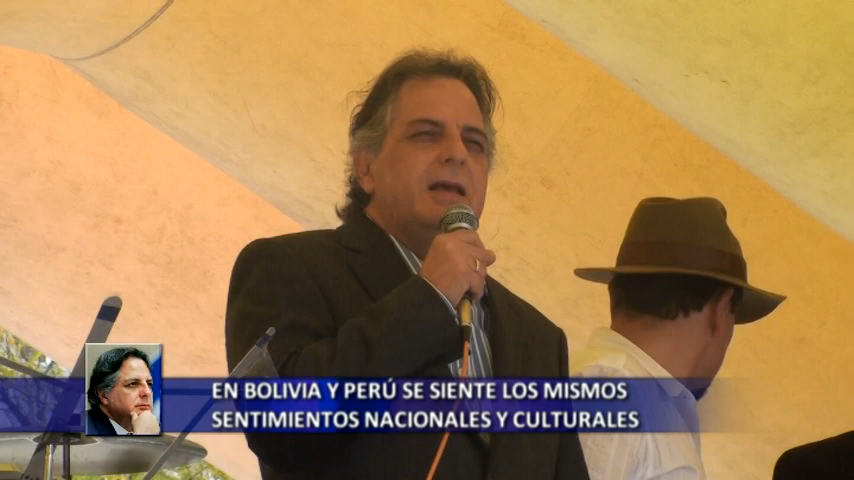 EN BOLIVIA Y PERÚ SE SIENTE LOS MISMOS
SENTIMIENTOS NACIONALES Y CULTURALES